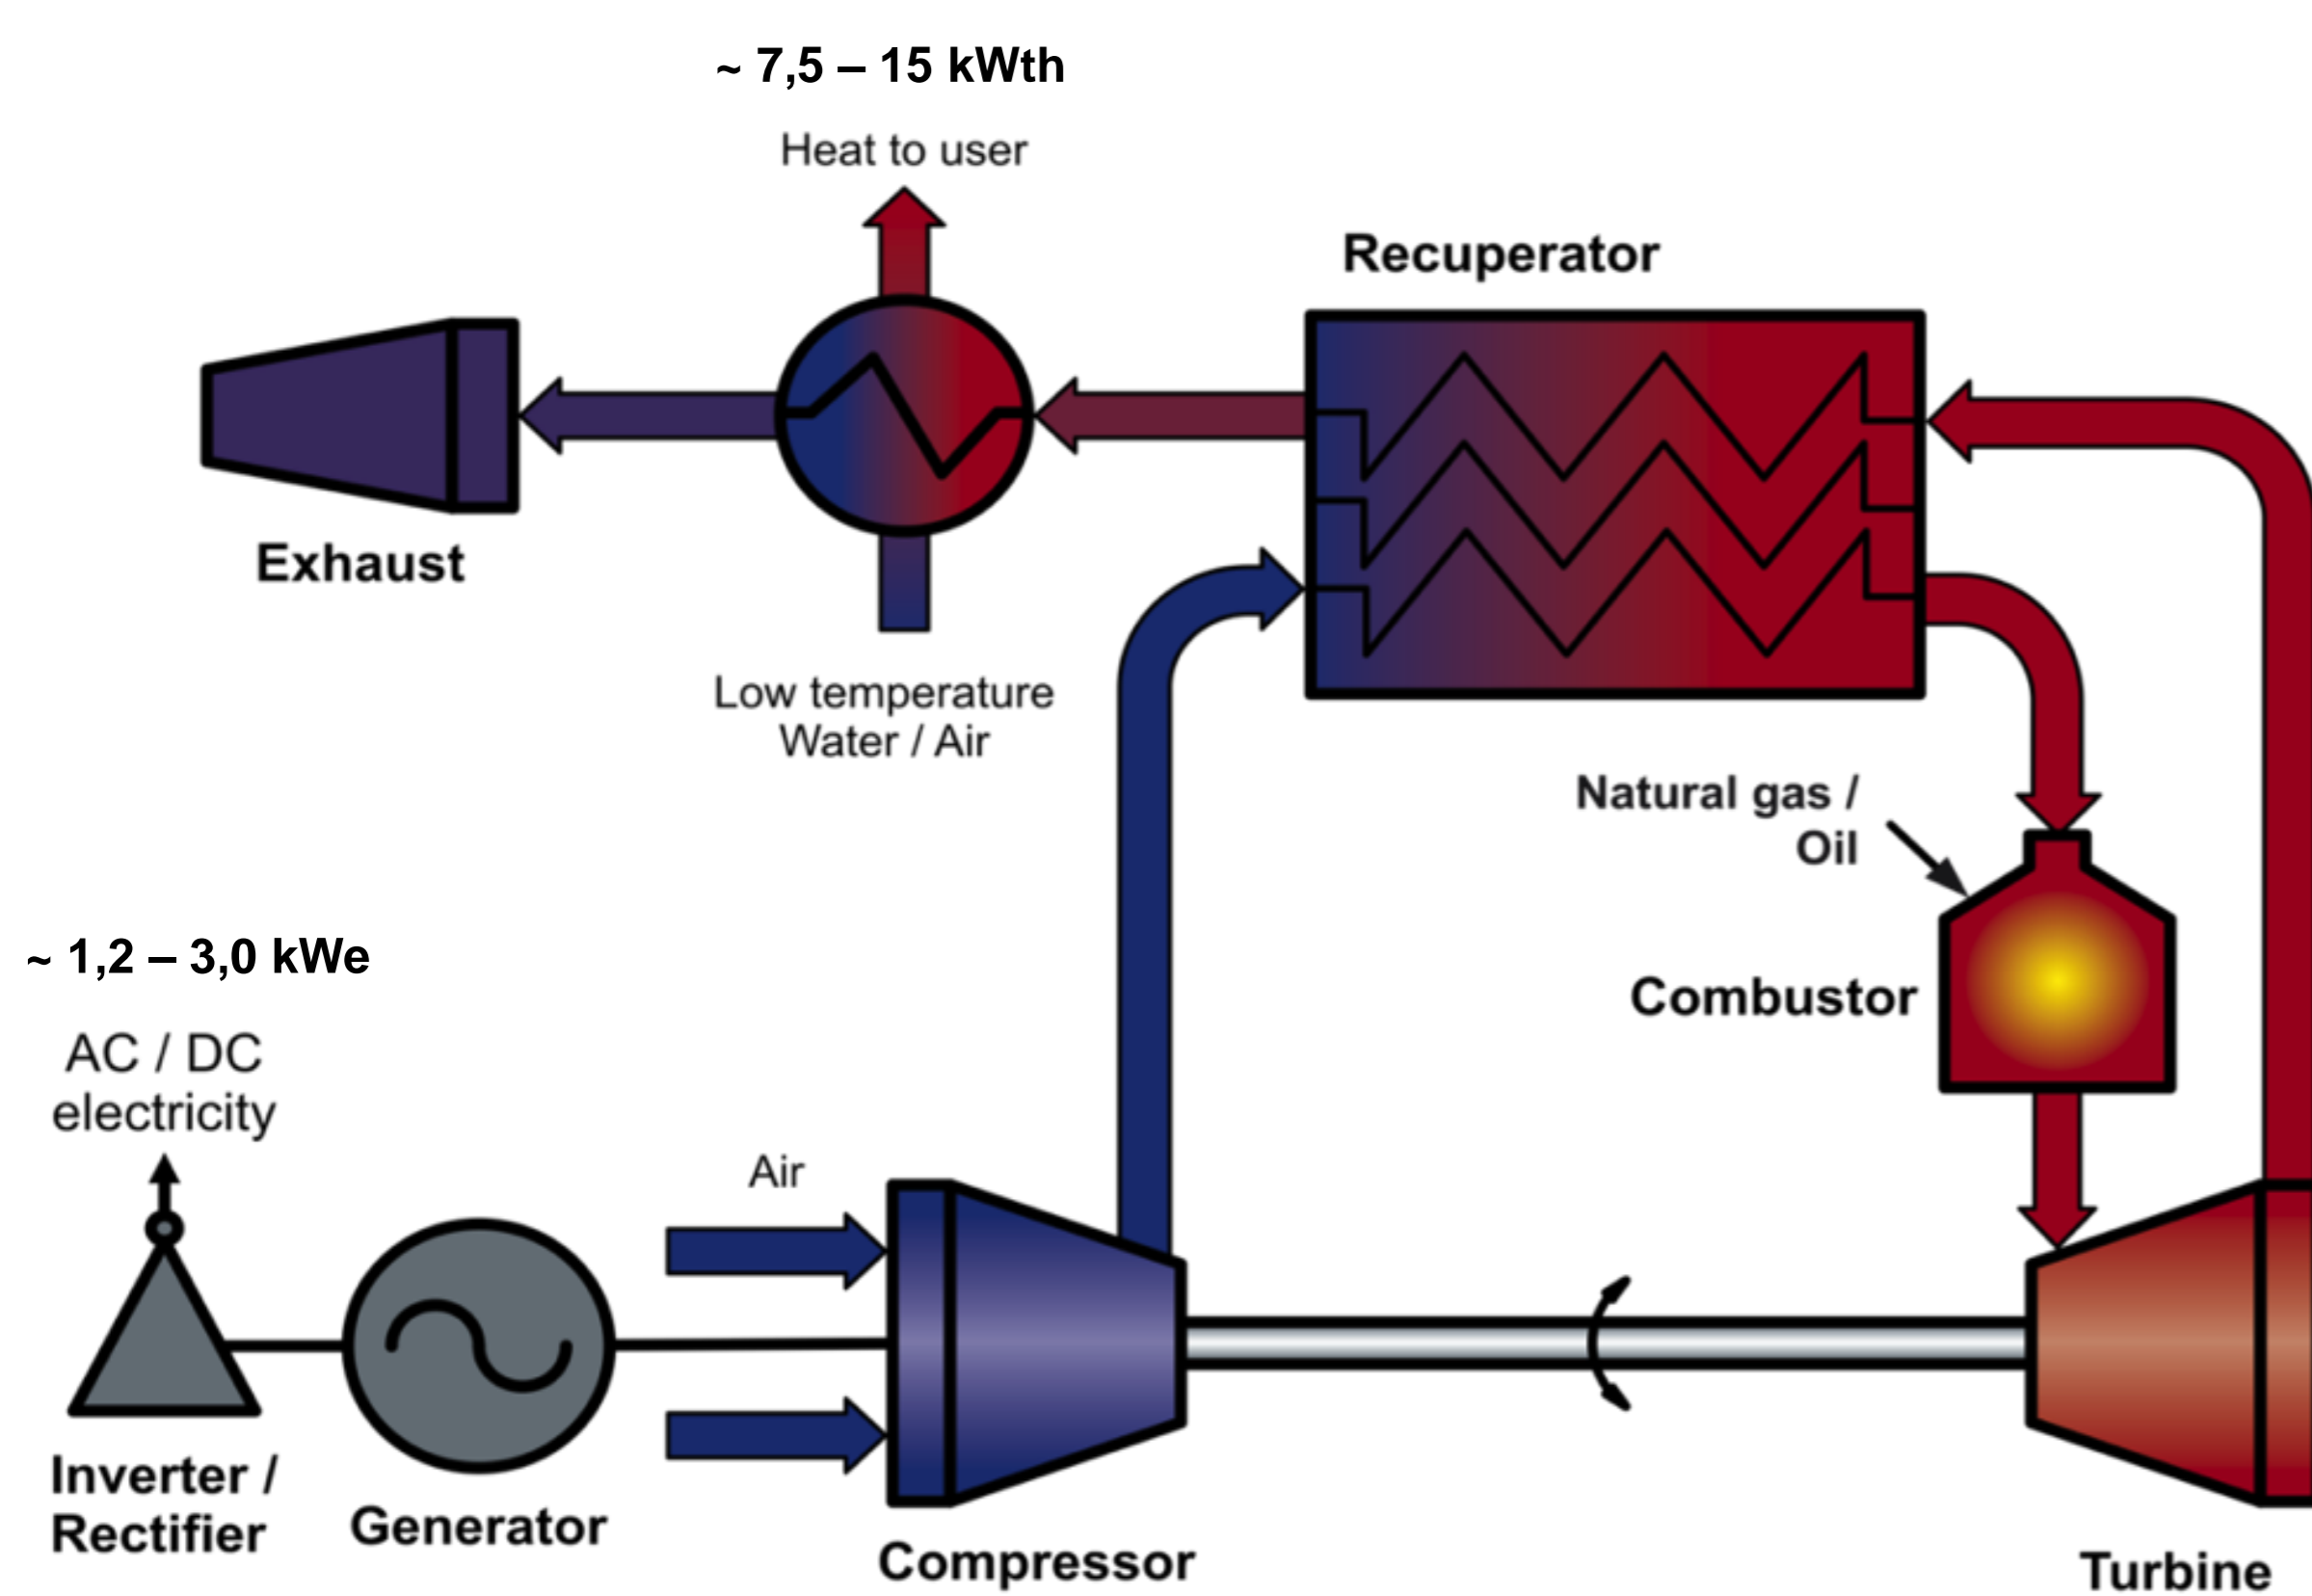 ~ 7,5 – 15 kWth
Heat to user
Recuperator
Exhaust
Low temperature
Water / Air
Natural gas /
Oil
Combustor
~ 1,2 – 3,0 kWe
AC / DC
electricity
Air
Inverter /
Rectifier
Generator
Compressor
Turbine